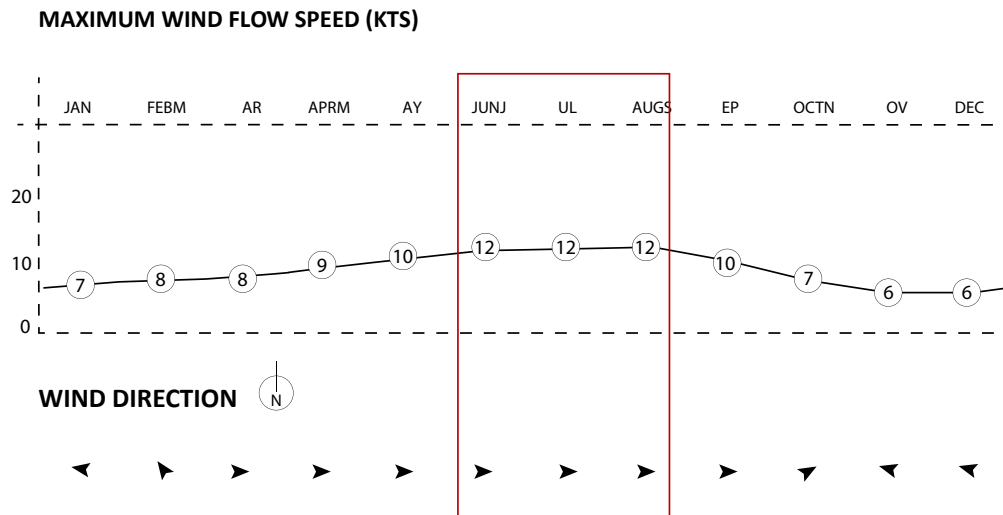 MAXIMUM WIND FLOW SPEED (KTS)
JAN FEBM AR APRM AY JUNJ UL AUGS EP OCTN OV DEC
20
10
0
7 8 8 9 10 12 12 12 10 7 6 6
WIND DIRECTION N